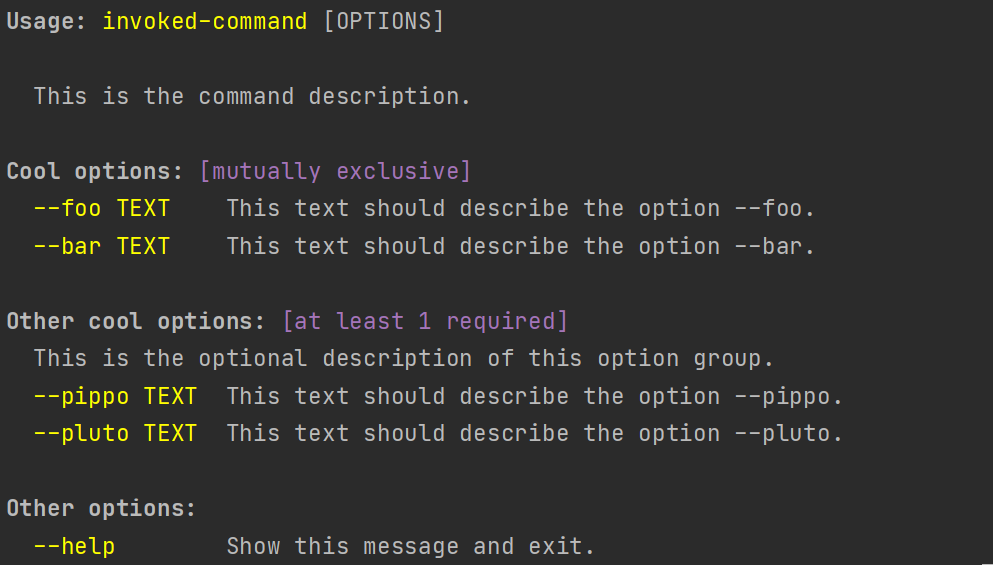 Usage: invoked-command [OPTIONS]
This is the command description.
Cool options: [mutually exclusive]
--foo TEXT    This text should describe the option --foo.
--bar TEXT    This text should describe the option --bar.
Other cool options: [at least 1 required]
This is the optional description of this option group.
--pippo TEXT  This text should describe the option --pippo.
--pluto TEXT  This text should describe the option --pluto.
Other options:
--help        Show this message and exit.